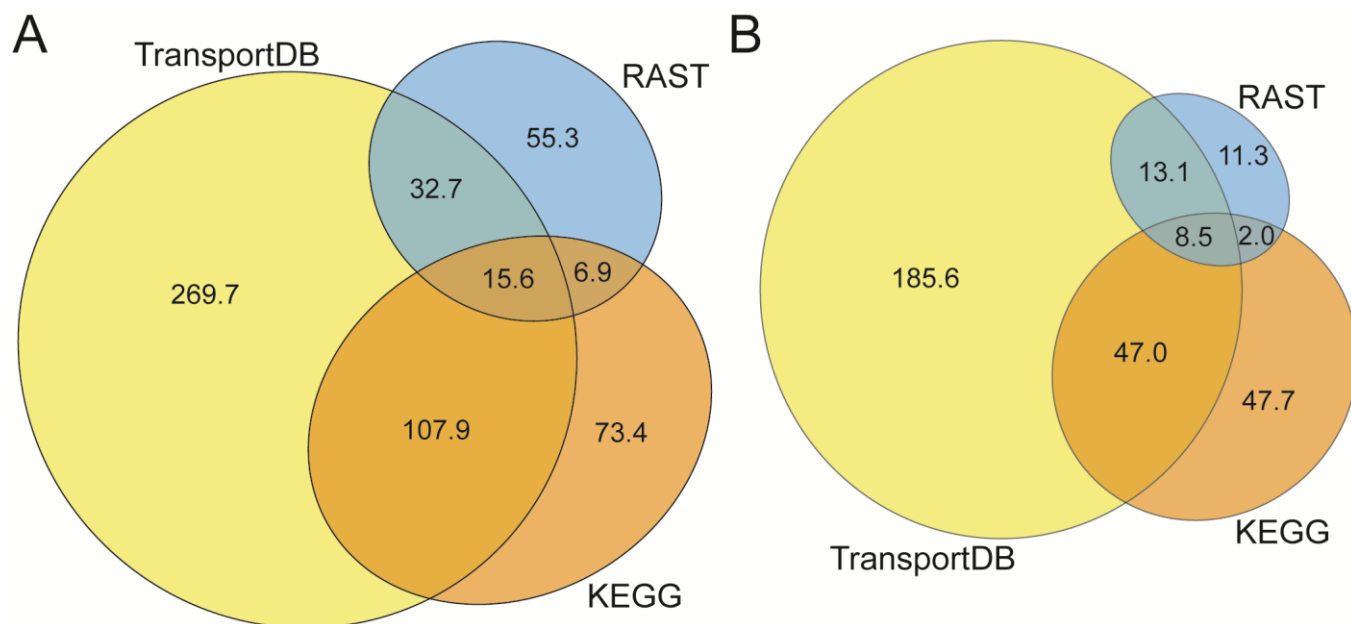 A
TransportDB
RAST
55.3
32.7
15.6
6.9
269.7
107.9
73.4
KEGG
B
RAST
11.3
13.1
8.5
2.0
185.6
47.0
47.7
KEGG
TransportDB